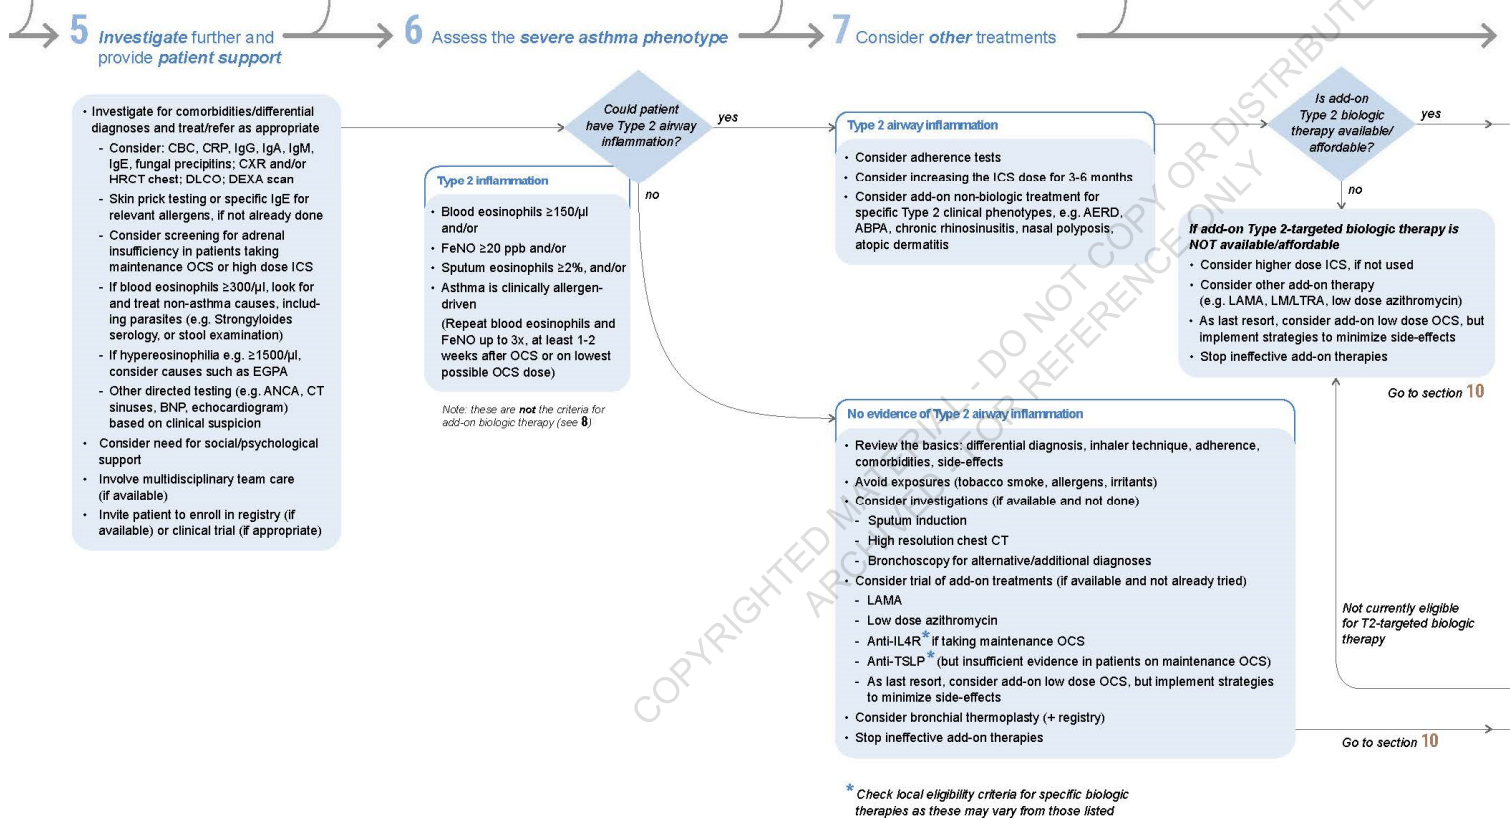 5 Investigate further and
provide patient support
6 Assess the severe asthma phenotype
7 Consider other treatments
• Investigate for comorbidities/differential
diagnoses and treat/refer as appropriate
- Consider: CBC, CRP, IgG, IgA, IgM,
IgE, fungal precipitins; CXR and/or
HRCT chest; DLCO; DEXA scan
- Skin prick testing or specific IgE for
relevant allergens, if not already done
- Consider screening for adrenal
insufficiency in patients taking
maintenance OCS or high dose ICS
- If blood eosinophils ≥300/µl, look for
and treat non-asthma causes, includ-
ing parasites (e.g. Strongyloides
serology, or stool examination)
- If hypereosinophilia e.g. ≥1500/µl,
consider causes such as EGPA
- Other directed testing (e.g. ANCA, CT
sinuses, BNP, echocardiogram)
based on clinical suspicion
• Consider need for social/psychological
support
• Involve multidisciplinary team care
(if available)
• Invite patient to enroll in registry (if
available) or clinical trial (if appropriate)
Could patient
have Type 2 airway
inflammation?
yes
no
Type 2 inflammation
• Blood eosinophils ≥150/µl
and/or
• FeNO ≥20 ppb and/or
• Sputum eosinophils ≥2%, and/or
• Asthma is clinically allergen-
driven
(Repeat blood eosinophils and
FeNO up to 3x, at least 1-2
weeks after OCS or on lowest
possible OCS dose)
Note: these are not the criteria for
add-on biologic therapy (see 8)
Type 2 airway inflammation
• Consider adherence tests
• Consider increasing the ICS dose for 3-6 months
• Consider add-on non-biologic treatment for
specific Type 2 clinical phenotypes, e.g. AERD,
ABPA, chronic rhinosinusitis, nasal polyposis,
atopic dermatitis
Is add-on
Type 2 biologic
therapy available/
affordable?
yes
no
If add-on Type 2-targeted biologic therapy is
NOT available/affordable
• Consider higher dose ICS, if not used
• Consider other add-on therapy
(e.g. LAMA, LM/LTRA, low dose azithromycin)
• As last resort, consider add-on low dose OCS, but
implement strategies to minimize side-effects
• Stop ineffective add-on therapies
Go to section 10
No evidence of Type 2 airway inflammation
• Review the basics: differential diagnosis, inhaler technique, adherence,
comorbidities, side-effects
• Avoid exposures (tobacco smoke, allergens, irritants)
• Consider investigations (if available and not done)
- Sputum induction
- High resolution chest CT
- Bronchoscopy for alternative/additional diagnoses
• Consider trial of add-on treatments (if available and not already tried)
- LAMA
- Low dose azithromycin
- Anti-IL4R* if taking maintenance OCS
- Anti-TSLP* (but insufficient evidence in patients on maintenance OCS)
- As last resort, consider add-on low dose OCS, but implement strategies
to minimize side-effects
• Consider bronchial thermoplasty (+ registry)
• Stop ineffective add-on therapies
Not currently eligible
for T2-targeted biologic
therapy
Go to section 10
* Check local eligibility criteria for specific biologic
therapies as these may vary from those listed
COPYRIGHTED MATERIAL - DO NOT COPY OR DISTRIBUTE
ARCHIVED - FOR REFERENCE ONLY